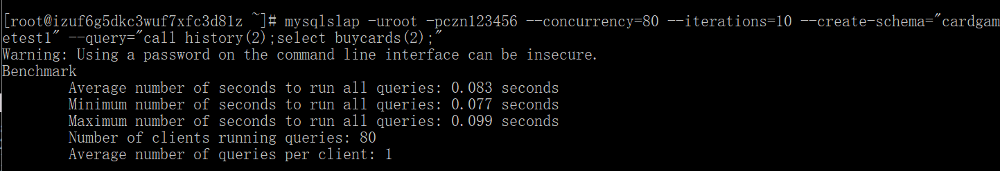 [root@izuf6g5dkc3wuf7xfc3d81z ~]# mysqlslap -uroot -pczn123456 --concurrency=80 --iterations=10 --create-schema="cardgam
etest1" --query="call history(2);select buycards(2);"
Warning: Using a password on the command line interface can be insecure.
Benchmark
Average number of seconds to run all queries: 0.083 seconds
Minimum number of seconds to run all queries: 0.077 seconds
Maximum number of seconds to run all queries: 0.099 seconds
Number of clients running queries: 80
Average number of queries per client: 1